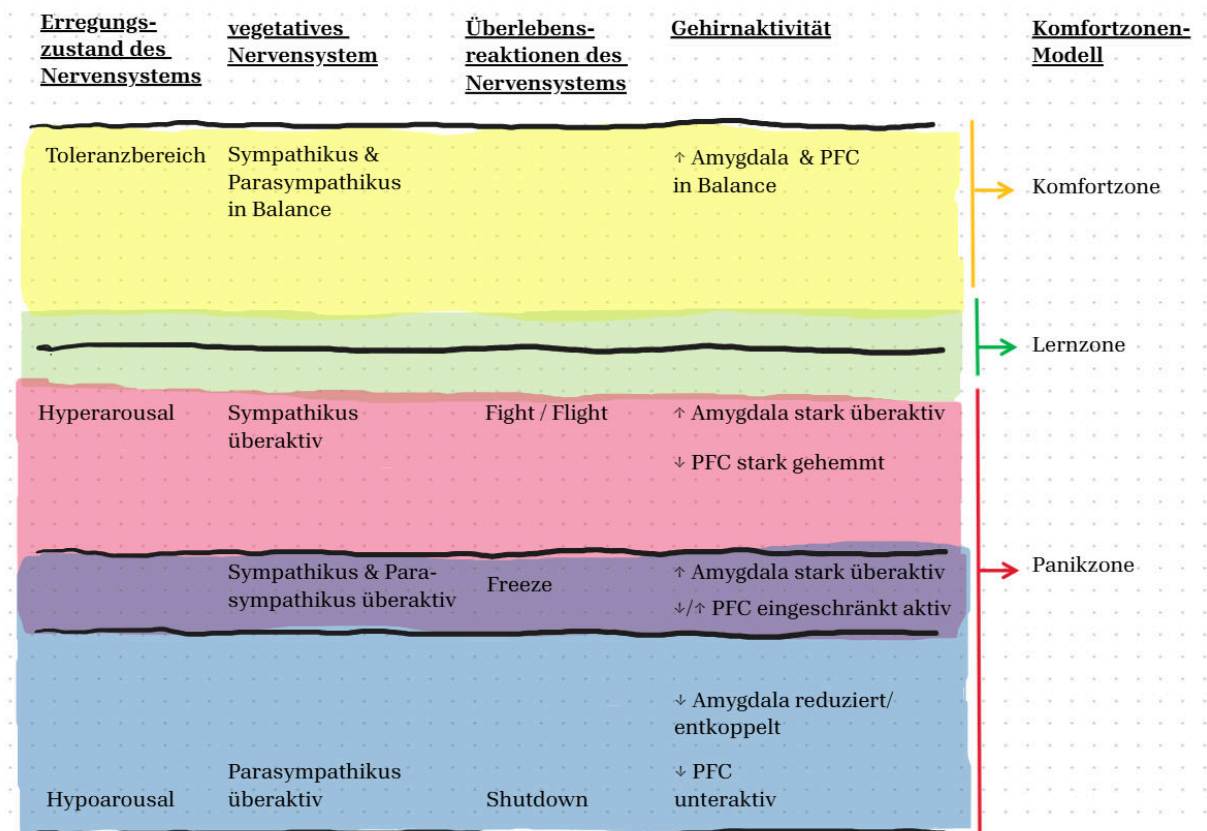 Erregungs-
zustand des
Nervensystems
vegatatives
Nervensystem
Überlebens-
reaktionen des
Nervensystems
Gehirnaktivität
Komfortzonen-
Modell
Toleranzbereich
Sympathikus &
Parasympathikus
in Balance
↑ Amygdala & PFC
in Balance
Komfortzone
Lernzone
Hyperarousal
Sympathikus
überaktiv
Fight / Flight
↑ Amygdala stark überaktiv
↓ PFC stark gehemmt
Sympathikus & Para-
sympathikus überaktiv
Freeze
↑ Amygdala stark überaktiv
↓/↑ PFC eingeschränkt aktiv
Panikzone
Hypoarousal
Parasympathikus
überaktiv
Shutdown
↓ Amygdala reduziert/
entkoppelt
↓ PFC
unteraktiv